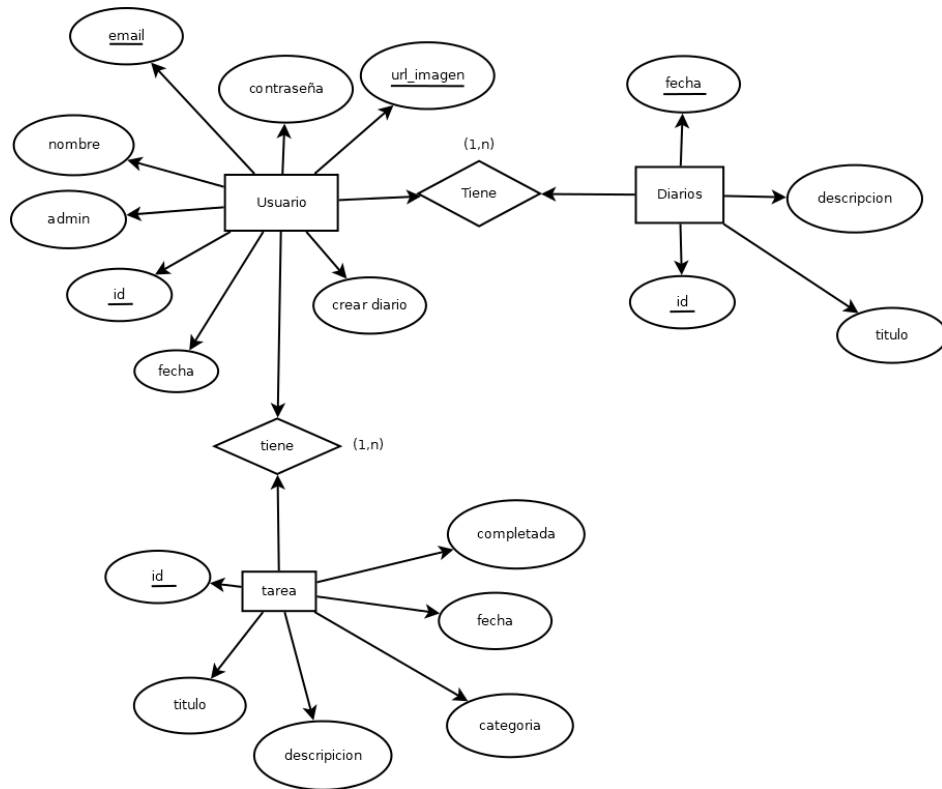 email
contraseña
url_imagen
fecha
nombre
(1,n)
Usuario
Tiene
Diarios
descripcion
admin
id
crear diario
id
titulo
fecha
tiene
(1,n)
completada
id
tarea
fecha
titulo
categoria
descripicion